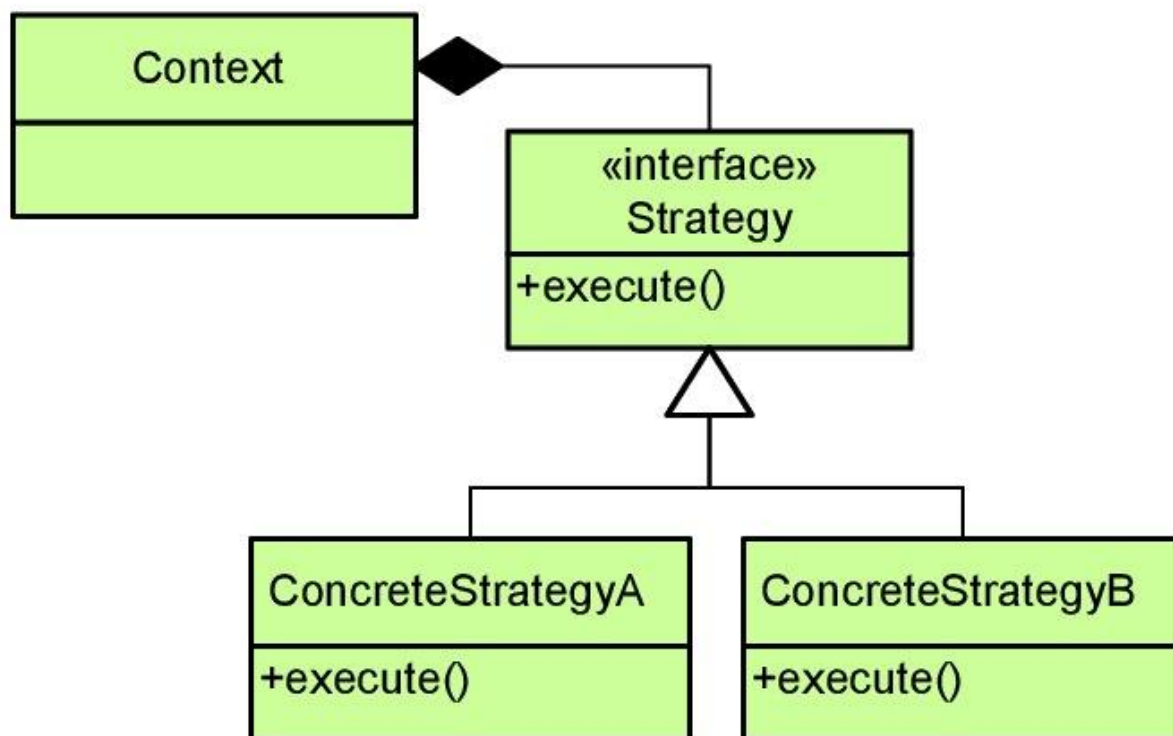 Context
«interface»
Strategy
+execute()
ConcreteStrategyA
+execute()
ConcreteStrategyB
+execute()